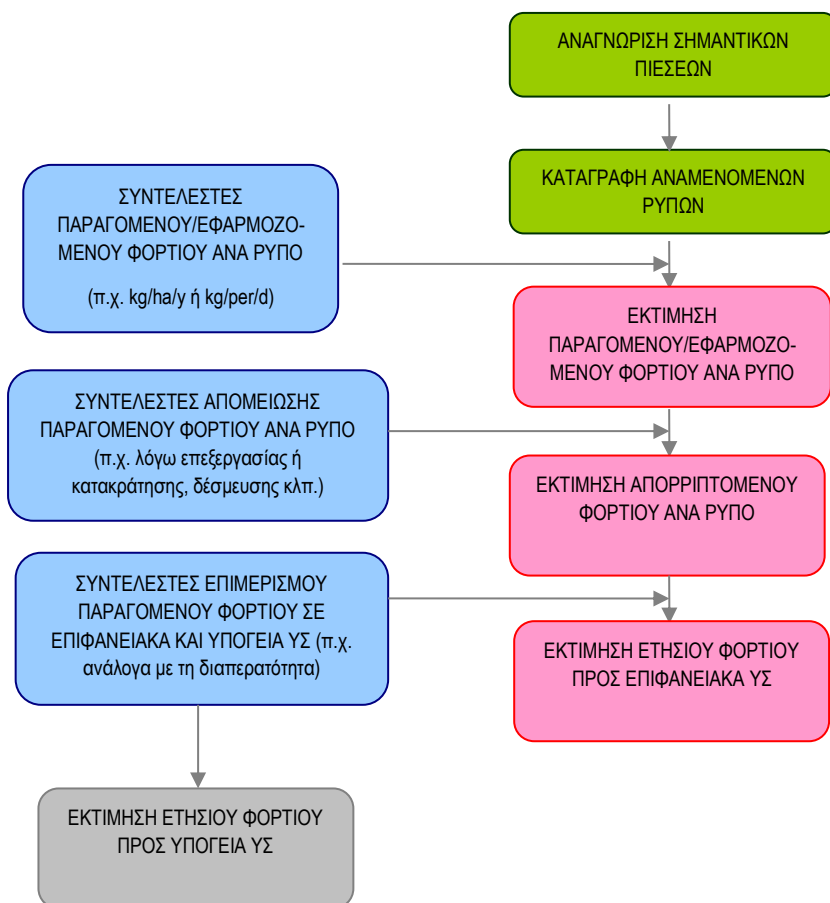 ΑΝΑΓΝΩΡΙΣΗ ΣΗΜΑΝΤΙΚΩΝ
ΠΙΕΣΕΩΝ
ΚΑΤΑΓΡΑΦΗ ΑΝΑΜΕΝΟΜΕΝΩΝ
ΡΥΠΩΝ
ΣΥΝΤΕΛΕΣΤΕΣ
ΠΑΡΑΓΟΜΕΝΟΥ/ΕΦΑΡΜΟΖΟ-
ΜΕΝΟΥ ΦΟΡΤΙΟΥ ΑΝΑ ΡΥΠΟ
(π.χ. kg/ha/y ή kg/per/d)
ΕΚΤΙΜΗΣΗ
ΠΑΡΑΓΟΜΕΝΟΥ/ΕΦΑΡΜΟΖΟ-
ΜΕΝΟΥ ΦΟΡΤΙΟΥ ΑΝΑ ΡΥΠΟ
ΣΥΝΤΕΛΕΣΤΕΣ ΑΠΟΜΕΙΩΣΗΣ
ΠΑΡΑΓΟΜΕΝΟΥ ΦΟΡΤΙΟΥ ΑΝΑ ΡΥΠΟ
(π.χ. λόγω επεξεργασίας ή
κατακράτησης, δέσμευσης κλπ.)
ΕΚΤΙΜΗΣΗ ΑΠΟΡΡΙΠΤΟΜΕΝΟΥ
ΦΟΡΤΙΟΥ ΑΝΑ ΡΥΠΟ
ΣΥΝΤΕΛΕΣΤΕΣ ΕΠΙΜΕΡΙΣΜΟΥ
ΠΑΡΑΓΟΜΕΝΟΥ ΦΟΡΤΙΟΥ ΣΕ
ΕΠΙΦΑΝΕΙΑΚΑ ΚΑΙ ΥΠΟΓΕΙΑ ΥΣ (π.χ.
ανάλογα με τη διαπερατότητα)
ΕΚΤΙΜΗΣΗ ΕΤΗΣΙΟΥ ΦΟΡΤΙΟΥ
ΠΡΟΣ ΕΠΙΦΑΝΕΙΑΚΑ ΥΣ
ΕΚΤΙΜΗΣΗ ΕΤΗΣΙΟΥ ΦΟΡΤΙΟΥ
ΠΡΟΣ ΥΠΟΓΕΙΑ ΥΣ